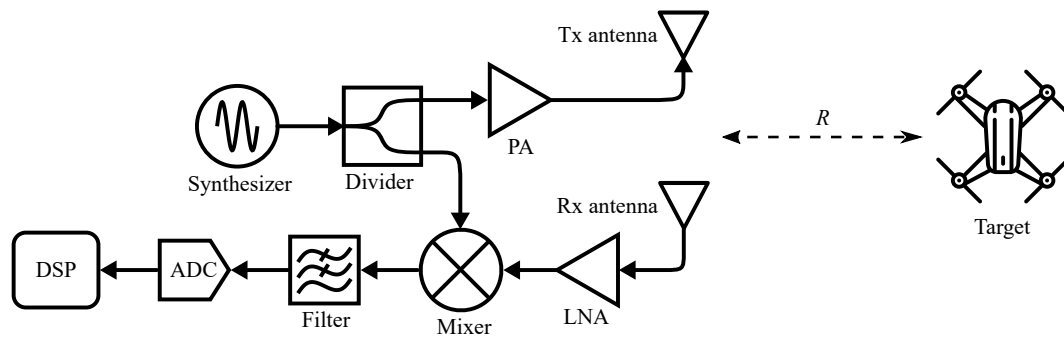 Tx antenna
R
PA
Synthesizer
Divider
Rx antenna
Target
DSP
ADC
Filter
Mixer
LNA